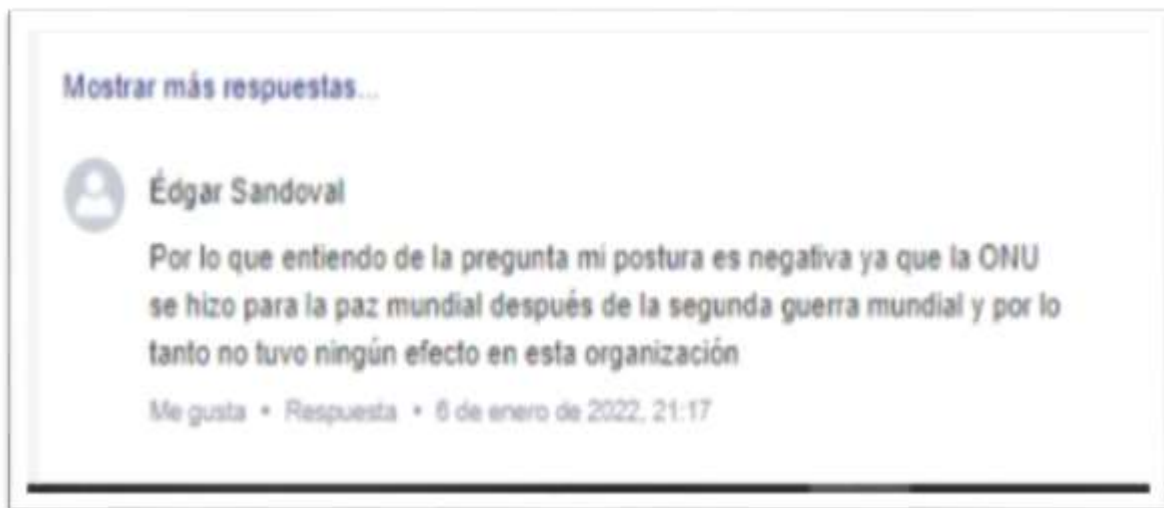 Mostrar más respuestas...
Édgar Sandoval
Por lo que entiendo de la pregunta mi postura es negativa ya que la ONU
se hizo para la paz mundial después de la segunda guerra mundial y por lo
tanto no tuvo ningún efecto en esta organización
Me gusta • Respuesta • 6 de enero de 2022, 21:17